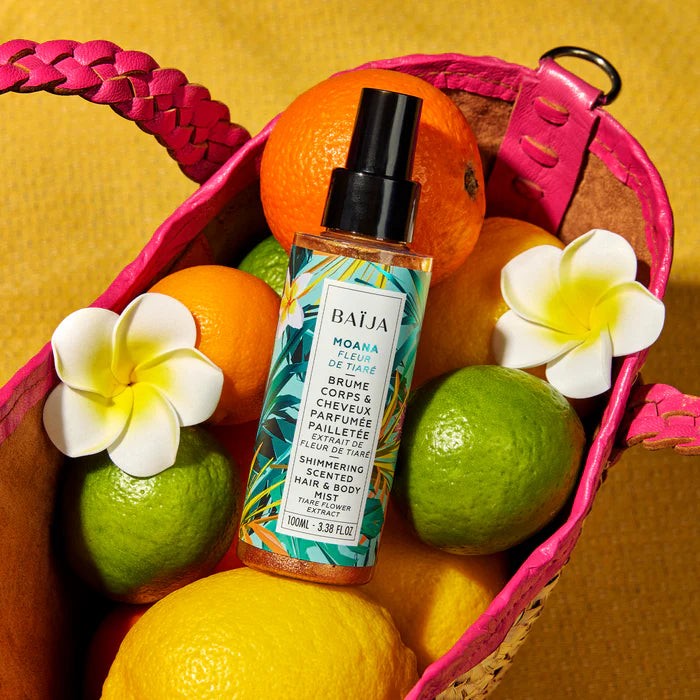 BAÏJA
MOANA
FLEUR
DE TIARÉ
BRUME
CORPS &
CHEVEUX
PARFUMÉE
PAILLETÉE
EXTRAIT DE
FLEUR DE TIARÉ
SHIMMERING
SCENTED
HAIR & BODY
MIST
TIARE FLOWER
EXTRACT
100ML - 3.38 FL.OZ